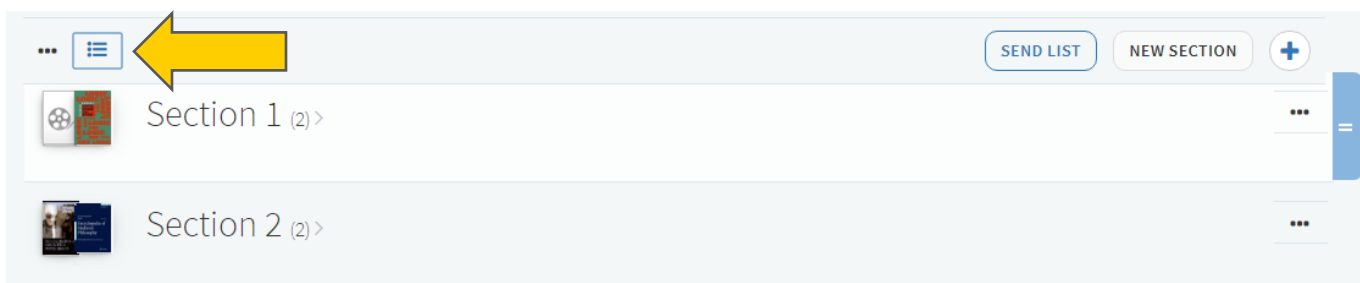 SEND LIST
NEW SECTION
Section 1 (2)
Section 2 (2)